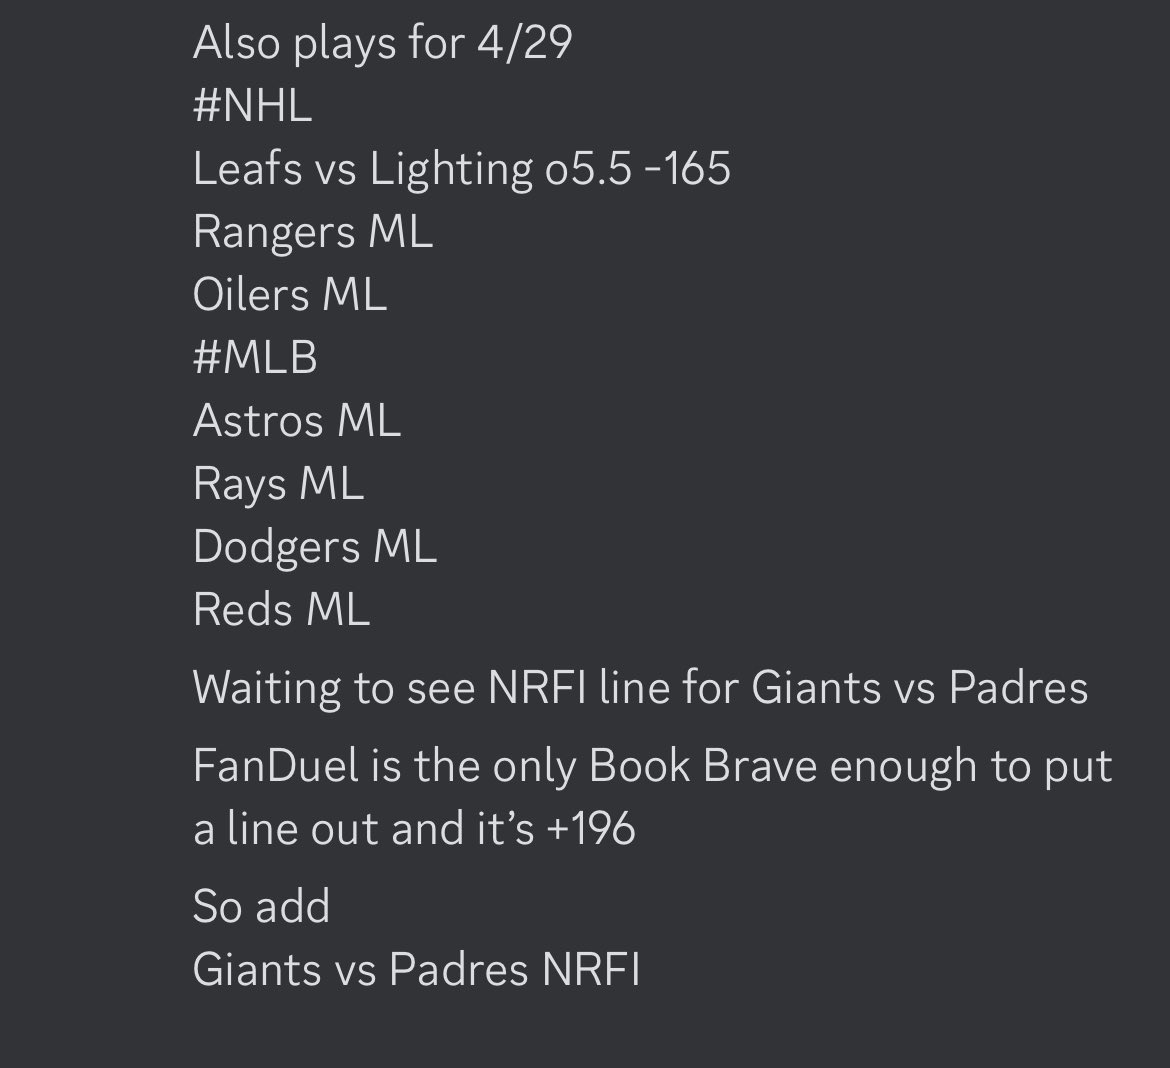 Also plays for 4/29
#NHL
Leafs vs Lighting o5.5 -165
Rangers ML
Oilers ML
#MLB
Astros ML
Rays ML
Dodgers ML
Reds ML
Waiting to see NRFI line for Giants vs Padres
FanDuel is the only Book Brave enough to put
a line out and it’s +196
So add
Giants vs Padres NRFI